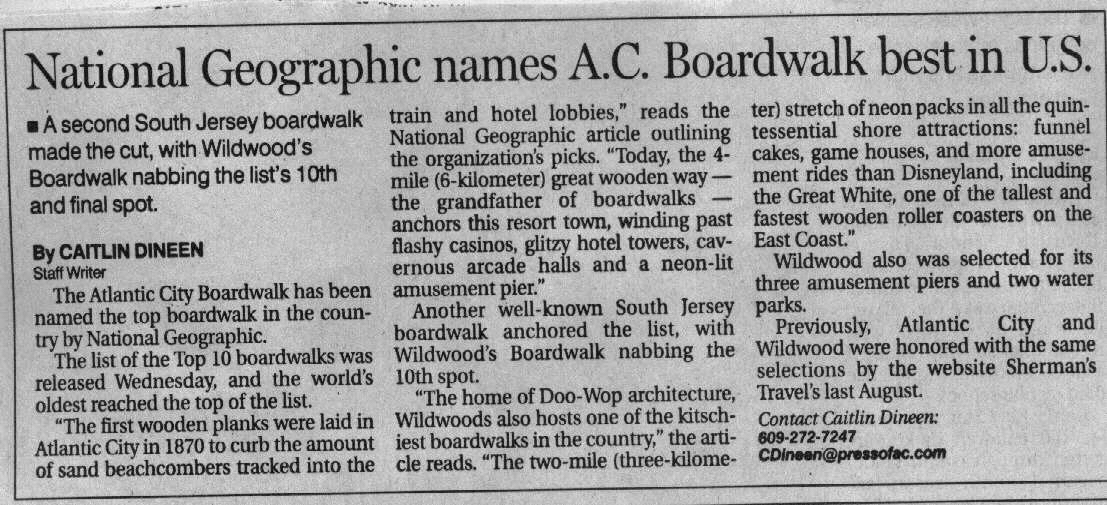 National Geographic names A.C. Boardwalk best in U.S.
■ A second South Jersey boardwalk
made the cut, with Wildwood's
Boardwalk nabbing the list's 10th
and final spot.
By CAITLIN DINEEN
Staff Writer
The Atlantic City Boardwalk has been
named the top boardwalk in the coun-
try by National Geographic.
The list of the Top 10 boardwalks was
released Wednesday, and the world's
oldest reached the top of the list.
"The first wooden planks were laid in
Atlantic City in 1870 to curb the amount
of sand beachcombers tracked into the
train and hotel lobbies," reads the
National Geographic article outlining
the organization's picks. "Today, the 4-
mile (6-kilometer) great wooden way —
the grandfather of boardwalks —
anchors this resort town, winding past
flashy casinos, glitzy hotel towers, cav-
ernous arcade halls and a neon-lit
amusement pier."
Another well-known South Jersey
boardwalk anchored the list, with
Wildwood's Boardwalk nabbing the
10th spot.
"The home of Doo-Wop architecture,
Wildwoods also hosts one of the kitsch-
iest boardwalks in the country," the arti-
cle reads. "The two-mile (three-kilome-
ter) stretch of neon packs in all the quin-
tessential shore attractions: funnel
cakes, game houses, and more amuse-
ment rides than Disneyland, including
the Great White, one of the tallest and
fastest wooden roller coasters on the
East Coast."
Wildwood also was selected for its
three amusement piers and two water
parks.
Previously, Atlantic City and
Wildwood were honored with the same
selections by the website Sherman's
Travel's last August.
Contact Caitlin Dineen:
609-272-7247
CDineen@pressofac.com